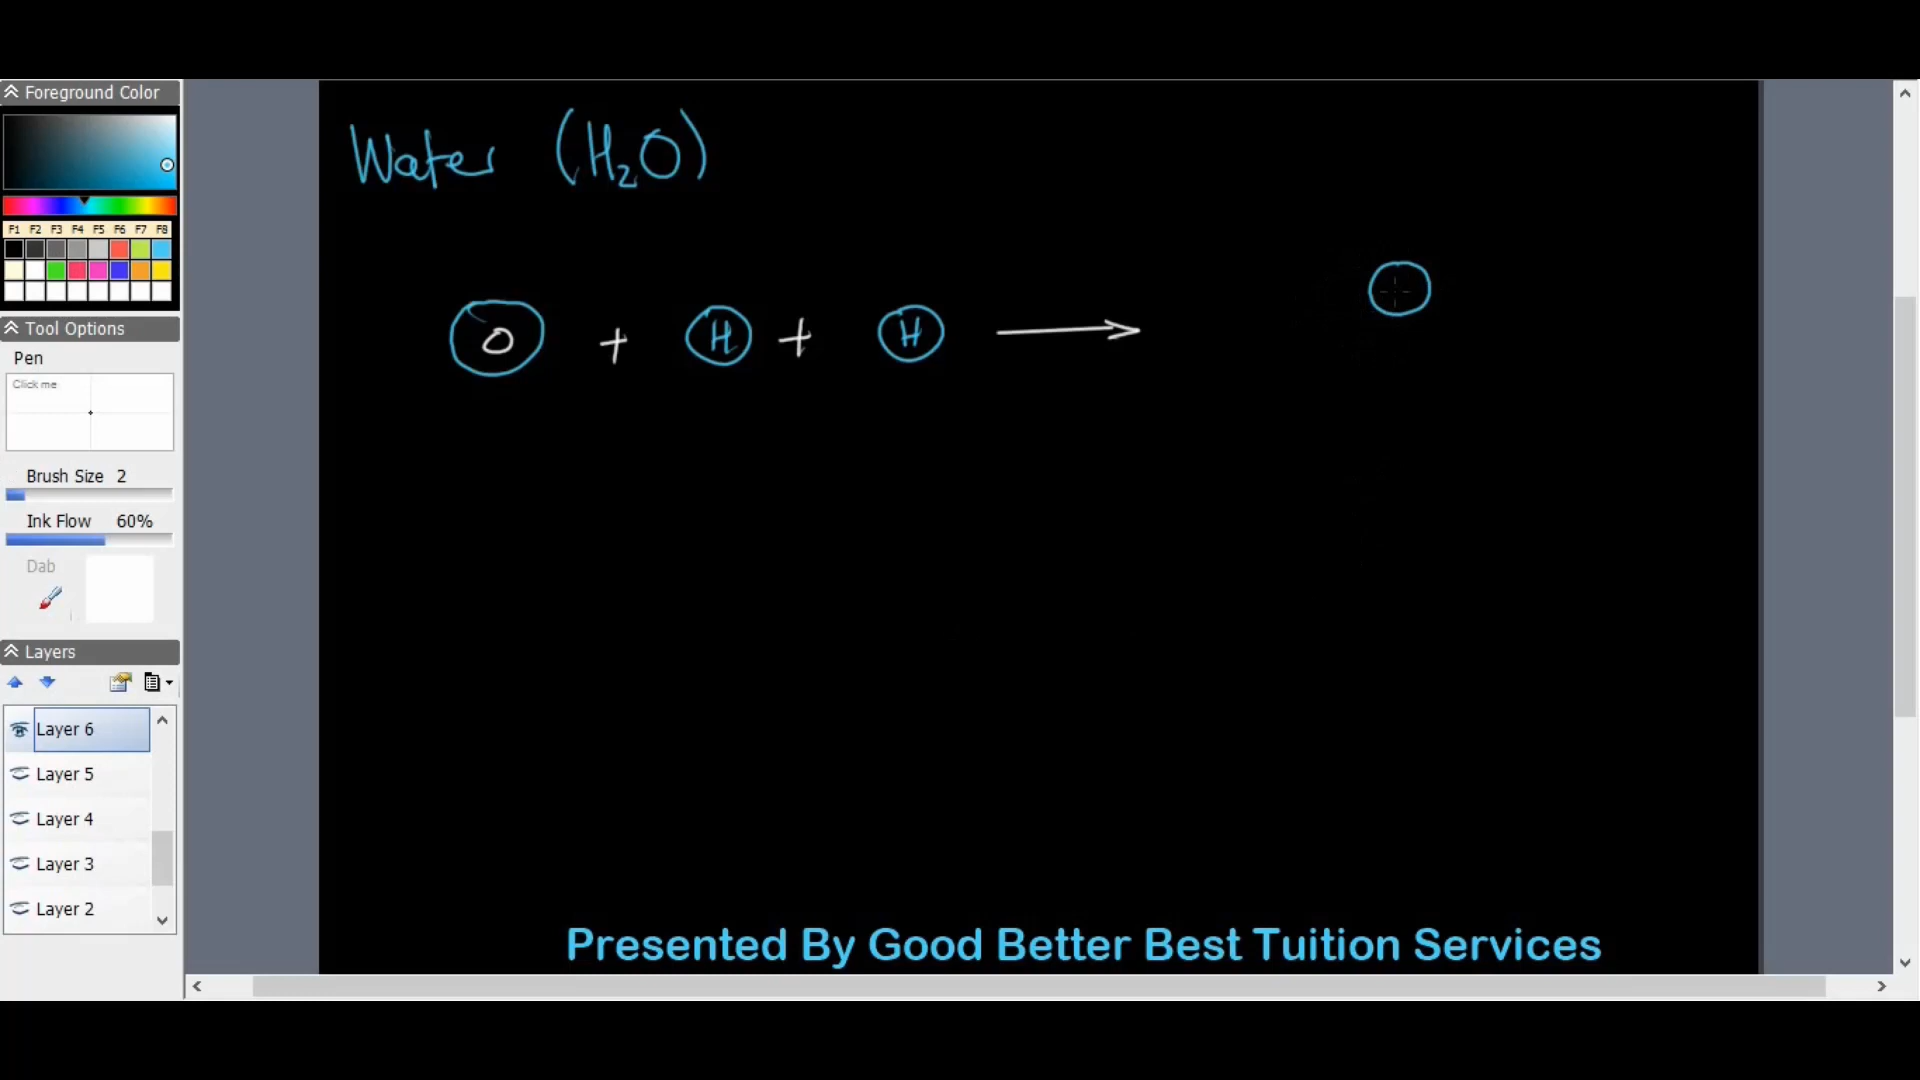 Foreground Color
F1 F2 F3 F4 F5 F6 F7 F8
Tool Options
Pen
Click me
Brush Size 2
Ink Flow 60%
Dab
Layers
Layer 6
Layer 5
Layer 4
Layer 3
Layer 2
Water (H₂O)
O + H + H →
Presented By Good Better Best Tuition Services